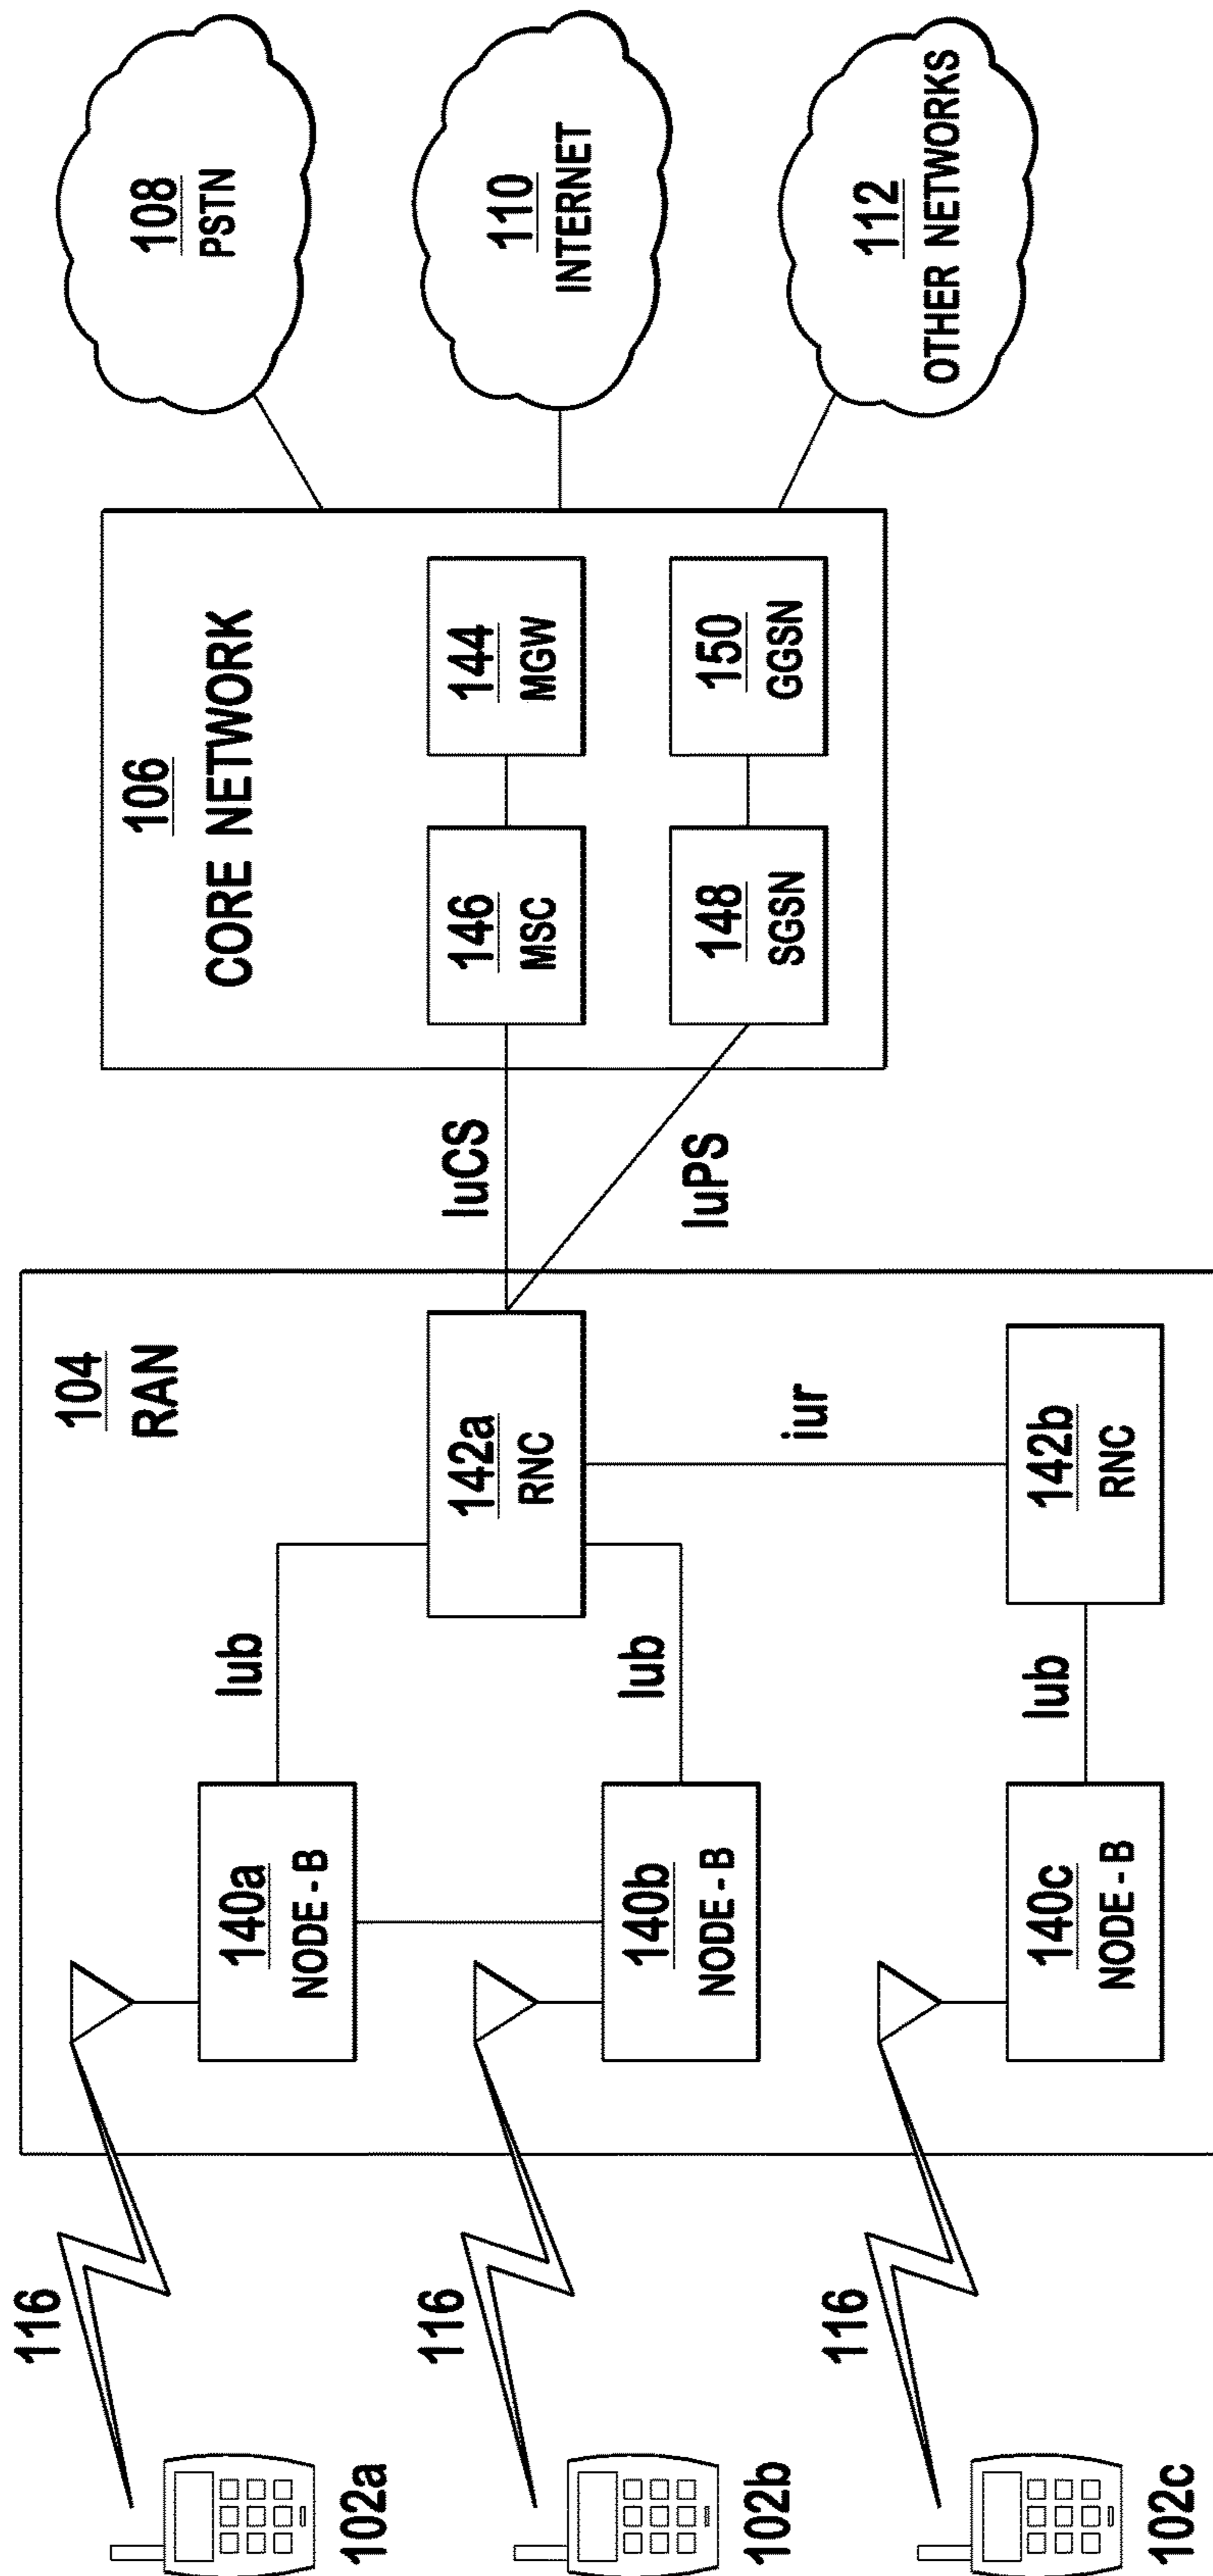 102a
116
102b
116
102c
116
104
RAN
140a
NODE - B
Iub
140b
NODE - B
Iub
142a
RNC
iur
140c
NODE - B
Iub
142b
RNC
IuCS
IuPS
106
CORE NETWORK
146
MSC
144
MGW
148
SGSN
150
GGSN
108
PSTN
110
INTERNET
112
OTHER NETWORKS